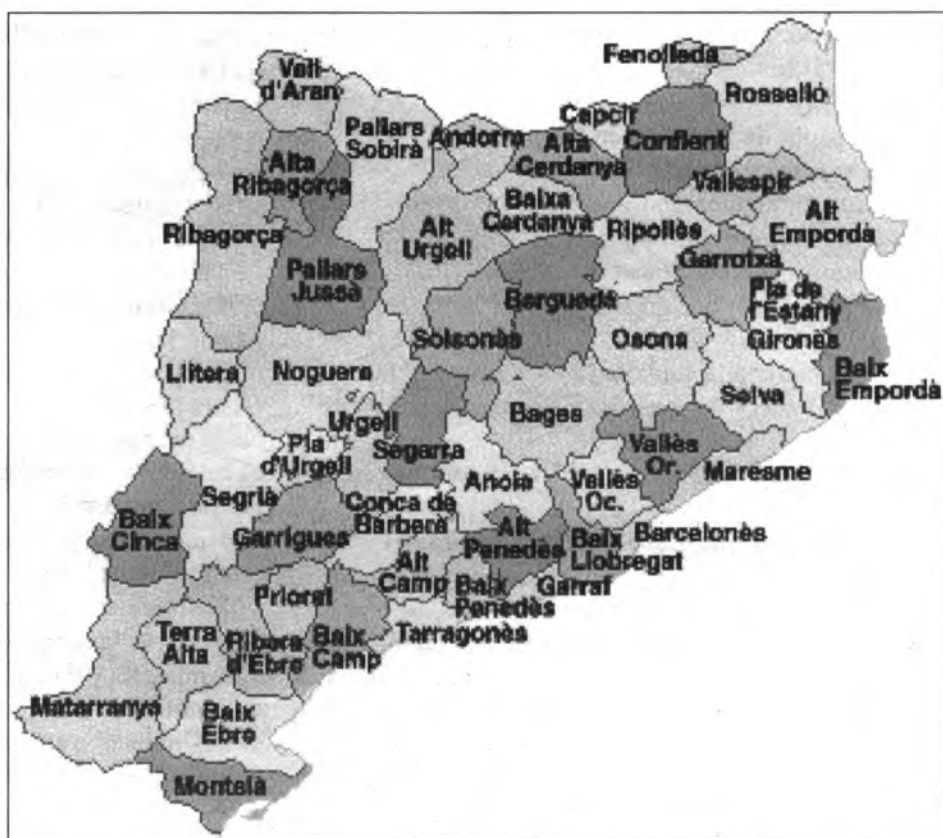 Fenolleda
Vall
d'Aran
Rosselló
Pallars
Sobirà
Capcir
Andorra
Alta
Cerdanya
Conflent
Alta
Ribagorça
Vallespir
Baixa
Cerdanya
Alt
Empordà
Ribagorça
Alt
Urgell
Ripollès
Garrotxa
Pallars
Jussà
Berguedà
Pla de
l'Estany
Solsonès
Osona
Gironès
Llitera
Noguera
Baix
Empordà
Selva
Urgell
Bages
Pla
d'Urgell
Segarra
Vallès
Or.
Maresme
Segrià
Anoia
Vallès
Oc.
Conca de
Barberà
Baix
Cinca
Garrigues
Alt
Penedès
Baix
Llobregat
Barcelonès
Alt
Camp
Garraf
Priorat
Baix
Penedès
Terra
Alta
Ribera
d'Ebre
Baix
Camp
Tarragonès
Matarranya
Baix
Ebre
Montsià